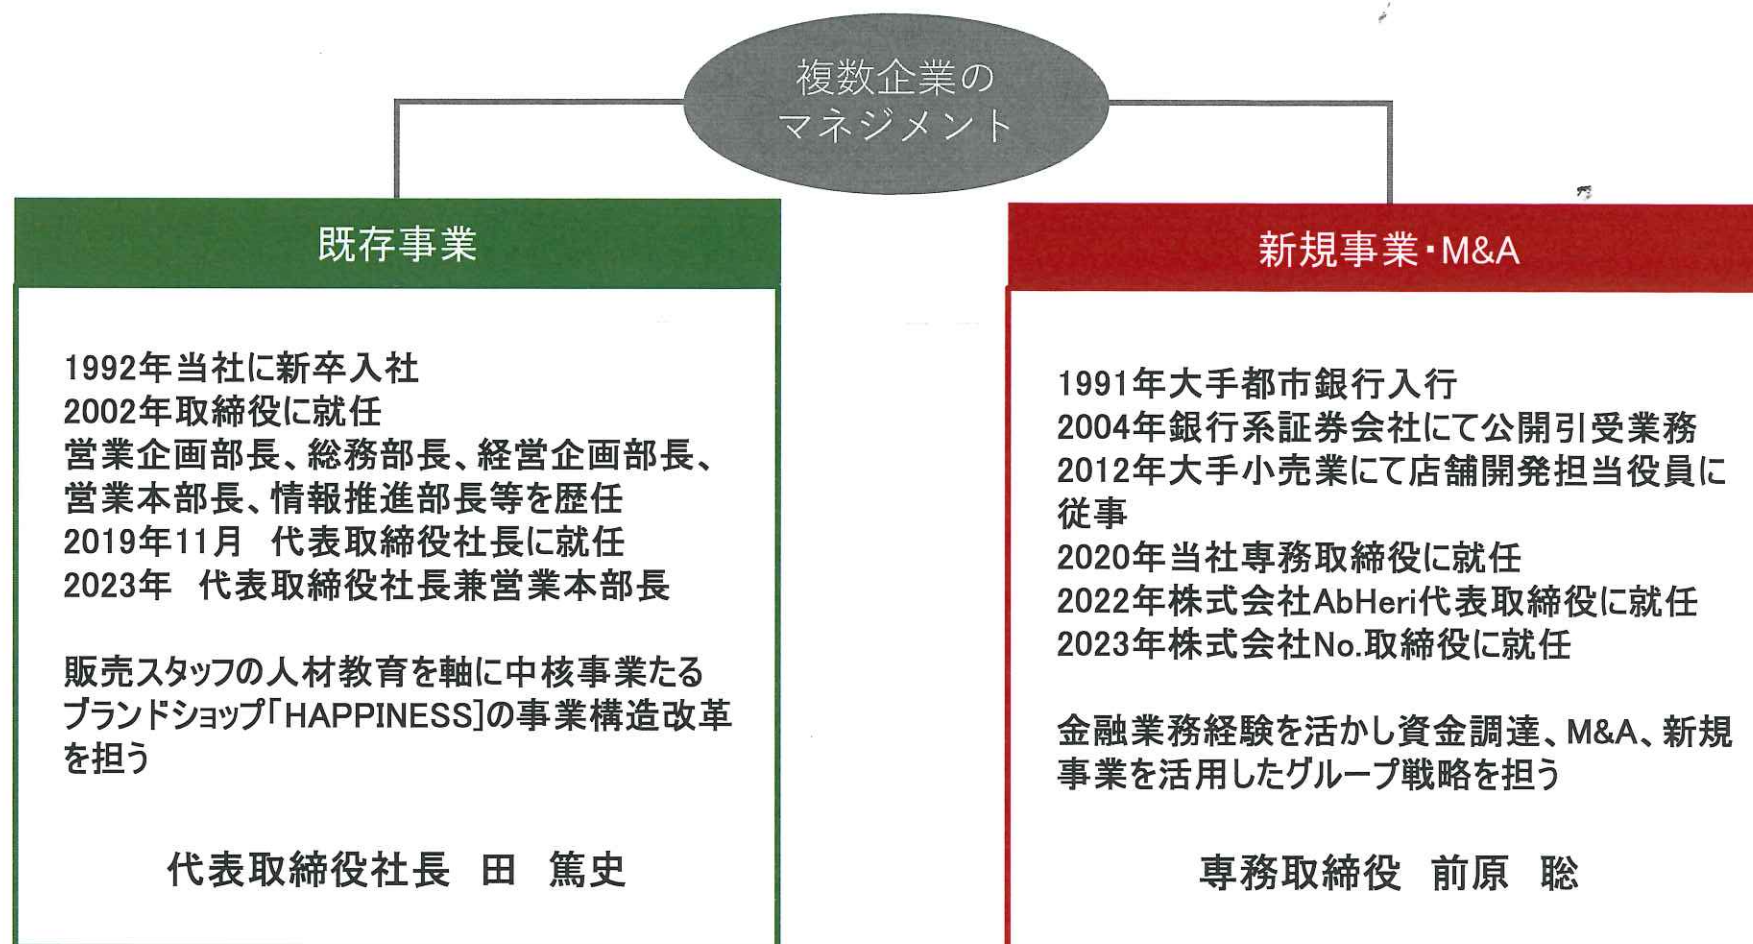 複数企業の
マネジメント
既存事業
1992年当社に新卒入社
2002年取締役に就任
営業企画部長、総務部長、経営企画部長、
営業本部長、情報推進部長等を歴任
2019年11月 代表取締役社長に就任
2023年 代表取締役社長兼営業本部長
販売スタッフの人材教育を軸に中核事業たる
ブランドショップ「HAPPINESS]の事業構造改革
を担う
代表取締役社長 田 篤史
新規事業・M&A
1991年大手都市銀行入行
2004年銀行系証券会社にて公開引受業務
2012年大手小売業にて店舗開発担当役員に
従事
2020年当社専務取締役に就任
2022年株式会社AbHeri代表取締役に就任
2023年株式会社No.取締役に就任
金融業務経験を活かし資金調達、M&A、新規
事業を活用したグループ戦略を担う
専務取締役 前原 聡